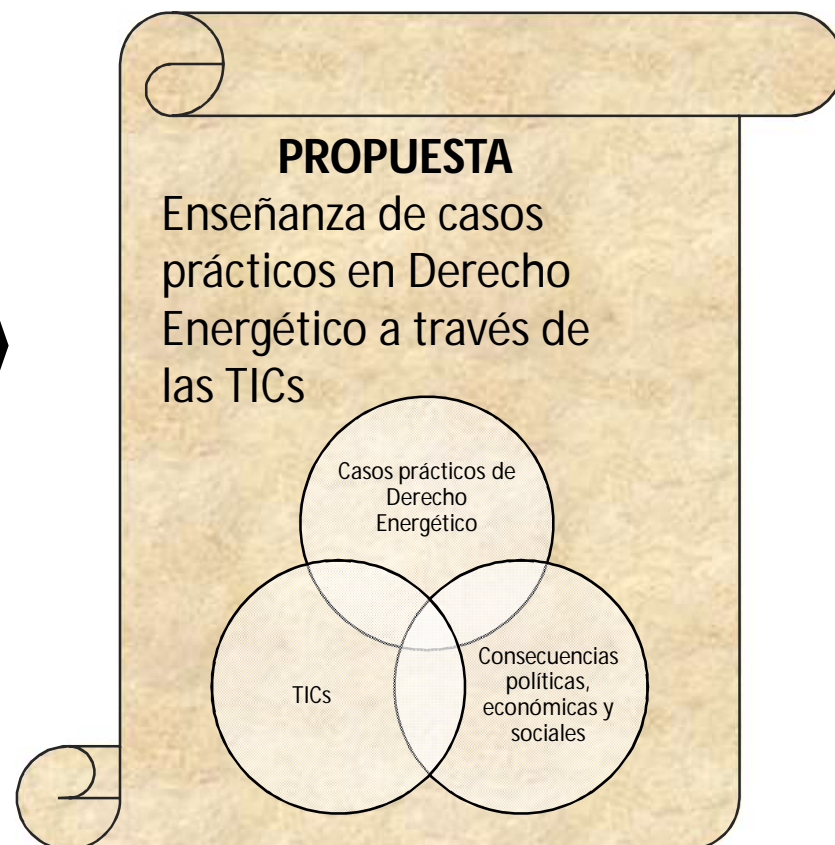 PROPUESTA
Enseñanza de casos
prácticos en Derecho
Energético a través de
las TICs
Casos prácticos de
Derecho
Energético
TICs
Consecuencias
políticas,
económicas y
sociales